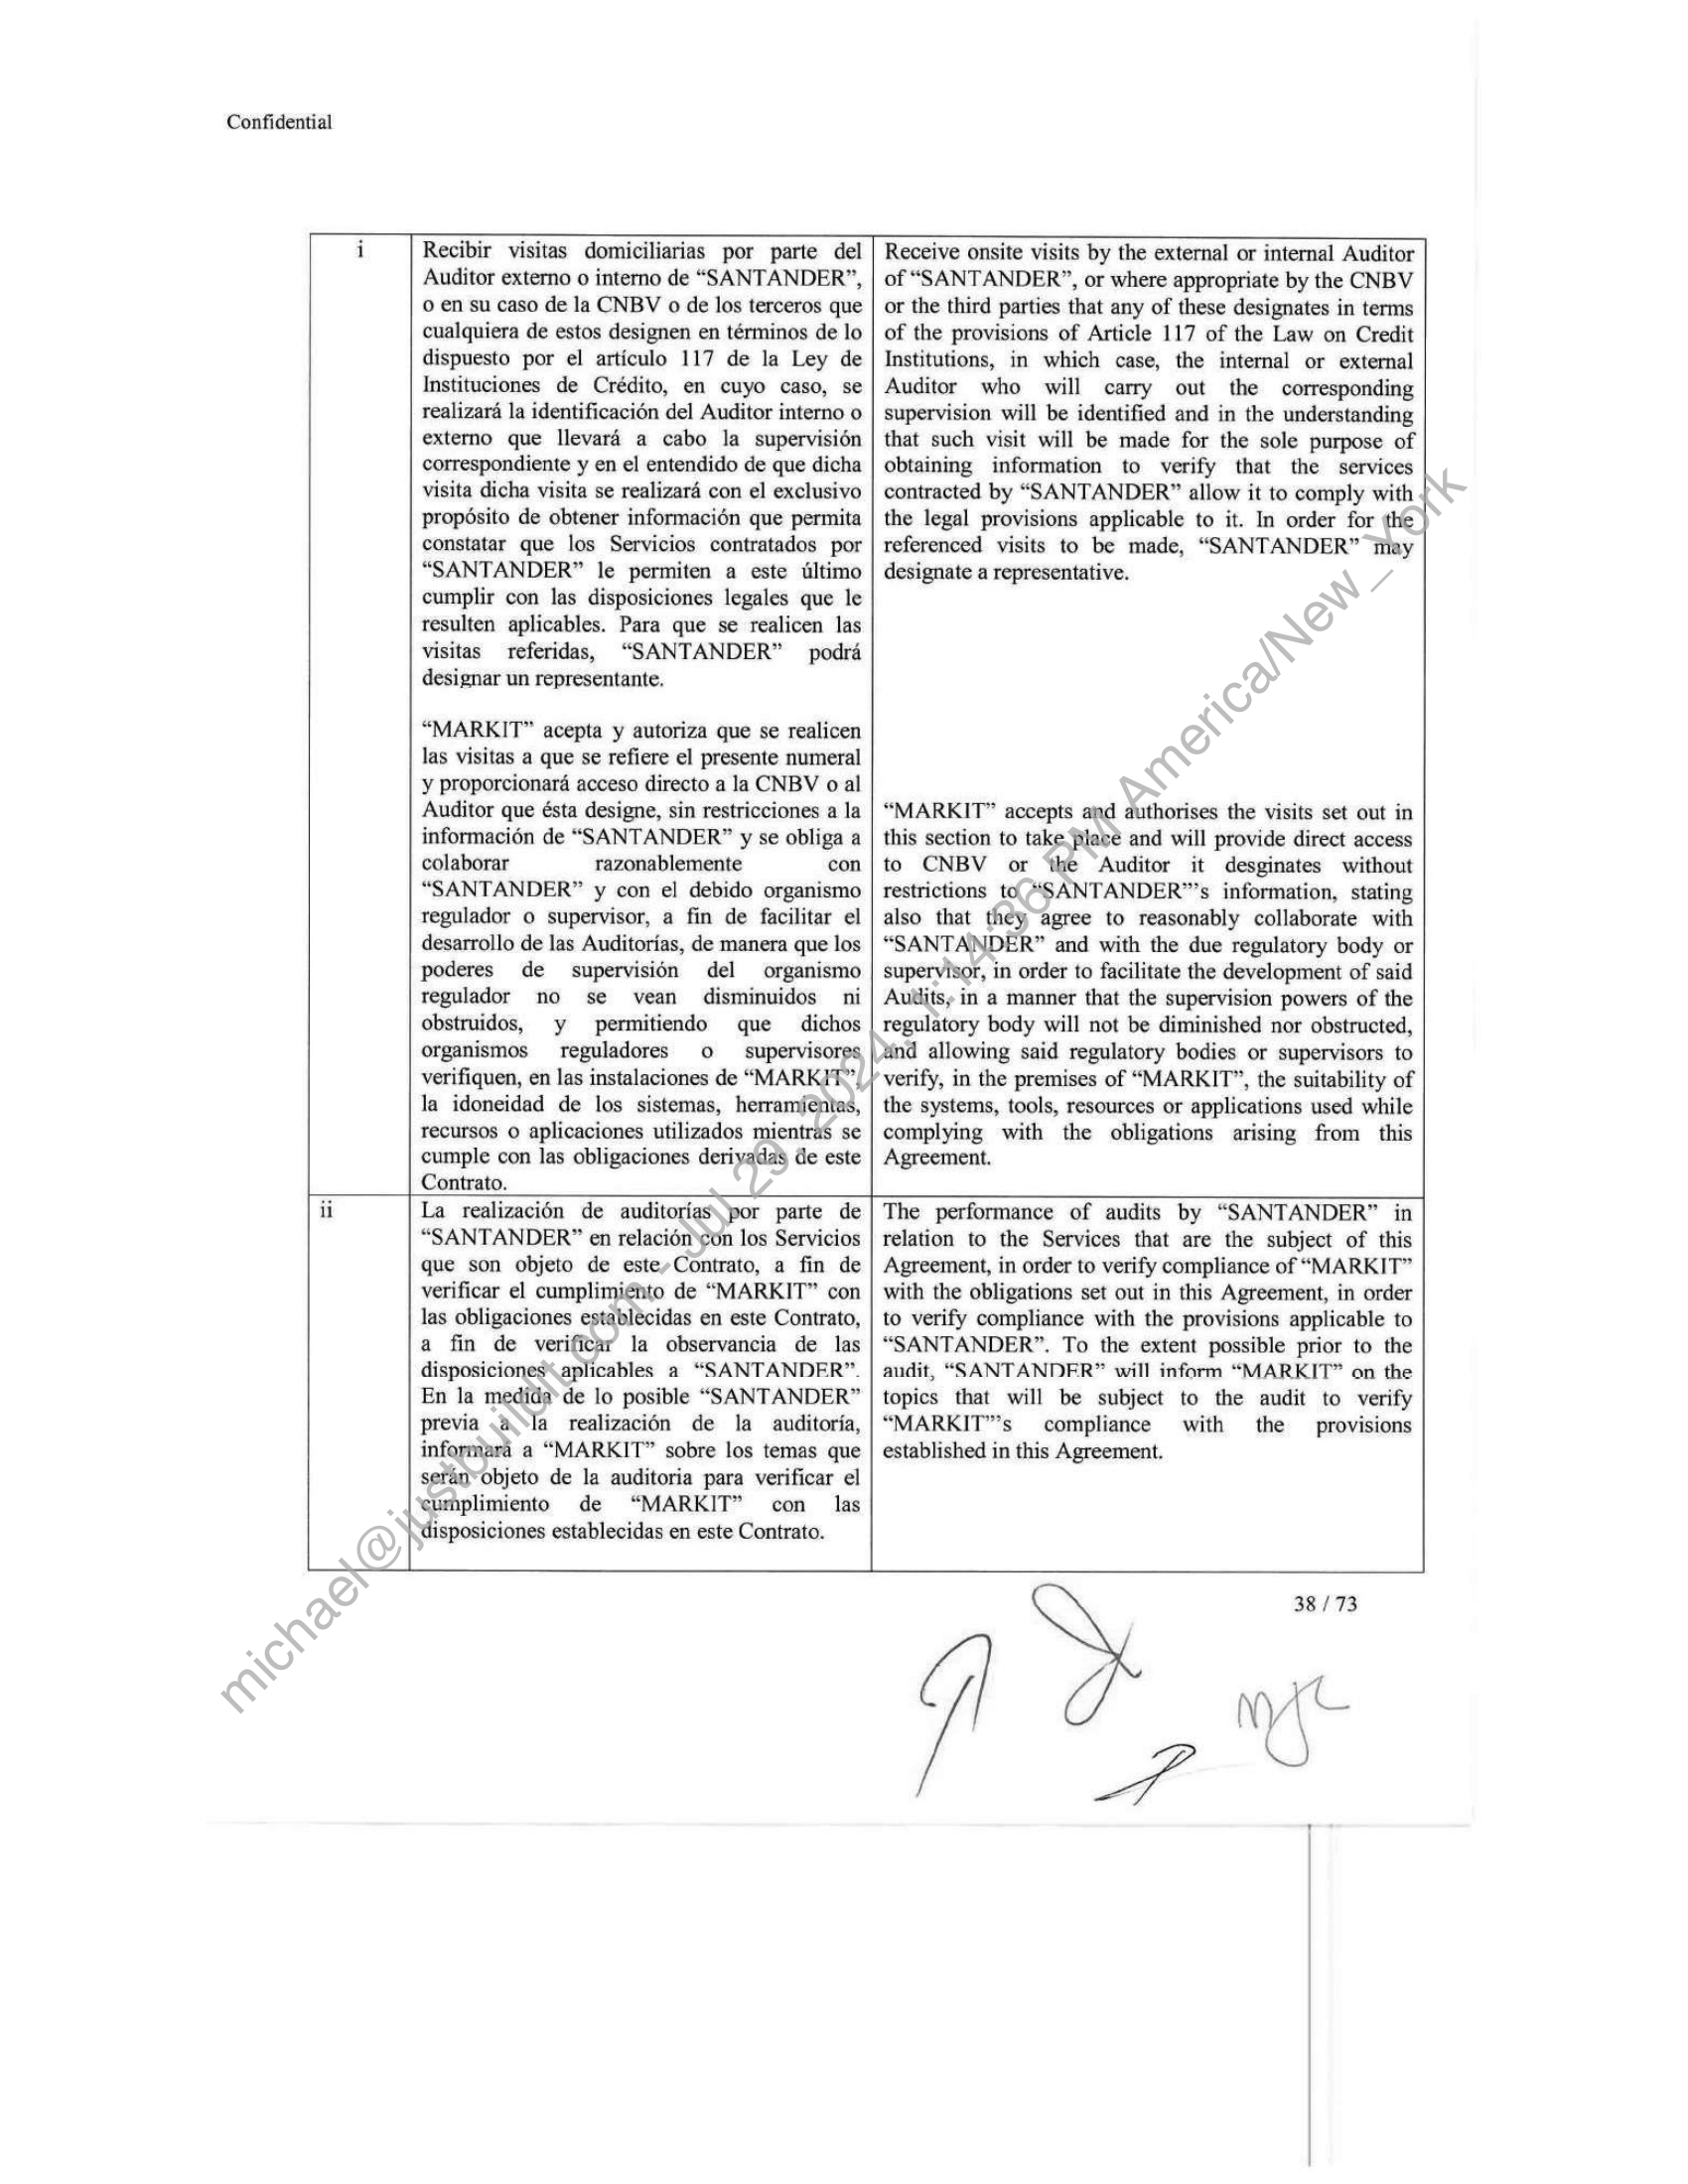 Confidential
i
Recibir visitas domiciliarias por parte del
Auditor externo o interno de “SANTANDER”,
o en su caso de la CNBV o de los terceros que
cualquiera de estos designen en términos de lo
dispuesto por el artículo 117 de la Ley de
Instituciones de Crédito, en cuyo caso, se
realizará la identificación del Auditor interno o
externo que llevará a cabo la supervisión
correspondiente y en el entendido de que dicha
visita dicha visita se realizará con el exclusivo
propósito de obtener información que permita
constatar que los Servicios contratados por
“SANTANDER” le permiten a este último
cumplir con las disposiciones legales que le
resulten aplicables. Para que se realicen las
visitas referidas, “SANTANDER” podrá
designar un representante.
“MARKIT” acepta y autoriza que se realicen
las visitas a que se refiere el presente numeral
y proporcionará acceso directo a la CNBV o al
Auditor que ésta designe, sin restricciones a la
información de “SANTANDER” y se obliga a
colaborar razonablemente con
“SANTANDER” y con el debido organismo
regulador o supervisor, a fin de facilitar el
desarrollo de las Auditorías, de manera que los
poderes de supervisión del organismo
regulador no se vean disminuidos ni
obstruidos, y permitiendo que dichos
organismos reguladores o supervisores
verifiquen, en las instalaciones de “MARKIT”,
la idoneidad de los sistemas, herramientas,
recursos o aplicaciones utilizados mientras se
cumple con las obligaciones derivadas de este
Contrato.
Receive onsite visits by the external or internal Auditor
of “SANTANDER”, or where appropriate by the CNBV
or the third parties that any of these designates in terms
of the provisions of Article 117 of the Law on Credit
Institutions, in which case, the internal or external
Auditor who will carry out the corresponding
supervision will be identified and in the understanding
that such visit will be made for the sole purpose of
obtaining information to verify that the services
contracted by “SANTANDER” allow it to comply with
the legal provisions applicable to it. In order for the
referenced visits to be made, “SANTANDER” may
designate a representative.
“MARKIT” accepts and authorises the visits set out in
this section to take place and will provide direct access
to CNBV or the Auditor it desginates without
restrictions to “SANTANDER”'s information, stating
also that they agree to reasonably collaborate with
“SANTANDER” and with the due regulatory body or
supervisor, in order to facilitate the development of said
Audits, in a manner that the supervision powers of the
regulatory body will not be diminished nor obstructed,
and allowing said regulatory bodies or supervisors to
verify, in the premises of “MARKIT”, the suitability of
the systems, tools, resources or applications used while
complying with the obligations arising from this
Agreement.
ii
La realización de auditorías por parte de
“SANTANDER” en relación con los Servicios
que son objeto de este Contrato, a fin de
verificar el cumplimiento de “MARKIT” con
las obligaciones establecidas en este Contrato,
a fin de verificar la observancia de las
disposiciones aplicables a “SANTANDER”.
En la medida de lo posible “SANTANDER”
previa a la realización de la auditoría,
informará a “MARKIT” sobre los temas que
serán objeto de la auditoria para verificar el
cumplimiento de “MARKIT” con las
disposiciones establecidas en este Contrato.
The performance of audits by “SANTANDER” in
relation to the Services that are the subject of this
Agreement, in order to verify compliance of “MARKIT”
with the obligations set out in this Agreement, in order
to verify compliance with the provisions applicable to
“SANTANDER”. To the extent possible prior to the
audit, “SANTANDER” will inform “MARKIT” on the
topics that will be subject to the audit to verify
“MARKIT”'s compliance with the provisions
established in this Agreement.
38 / 73
michael@justbuildit.com - Jul 29, 2024, 1:14:36 PM America/New_York